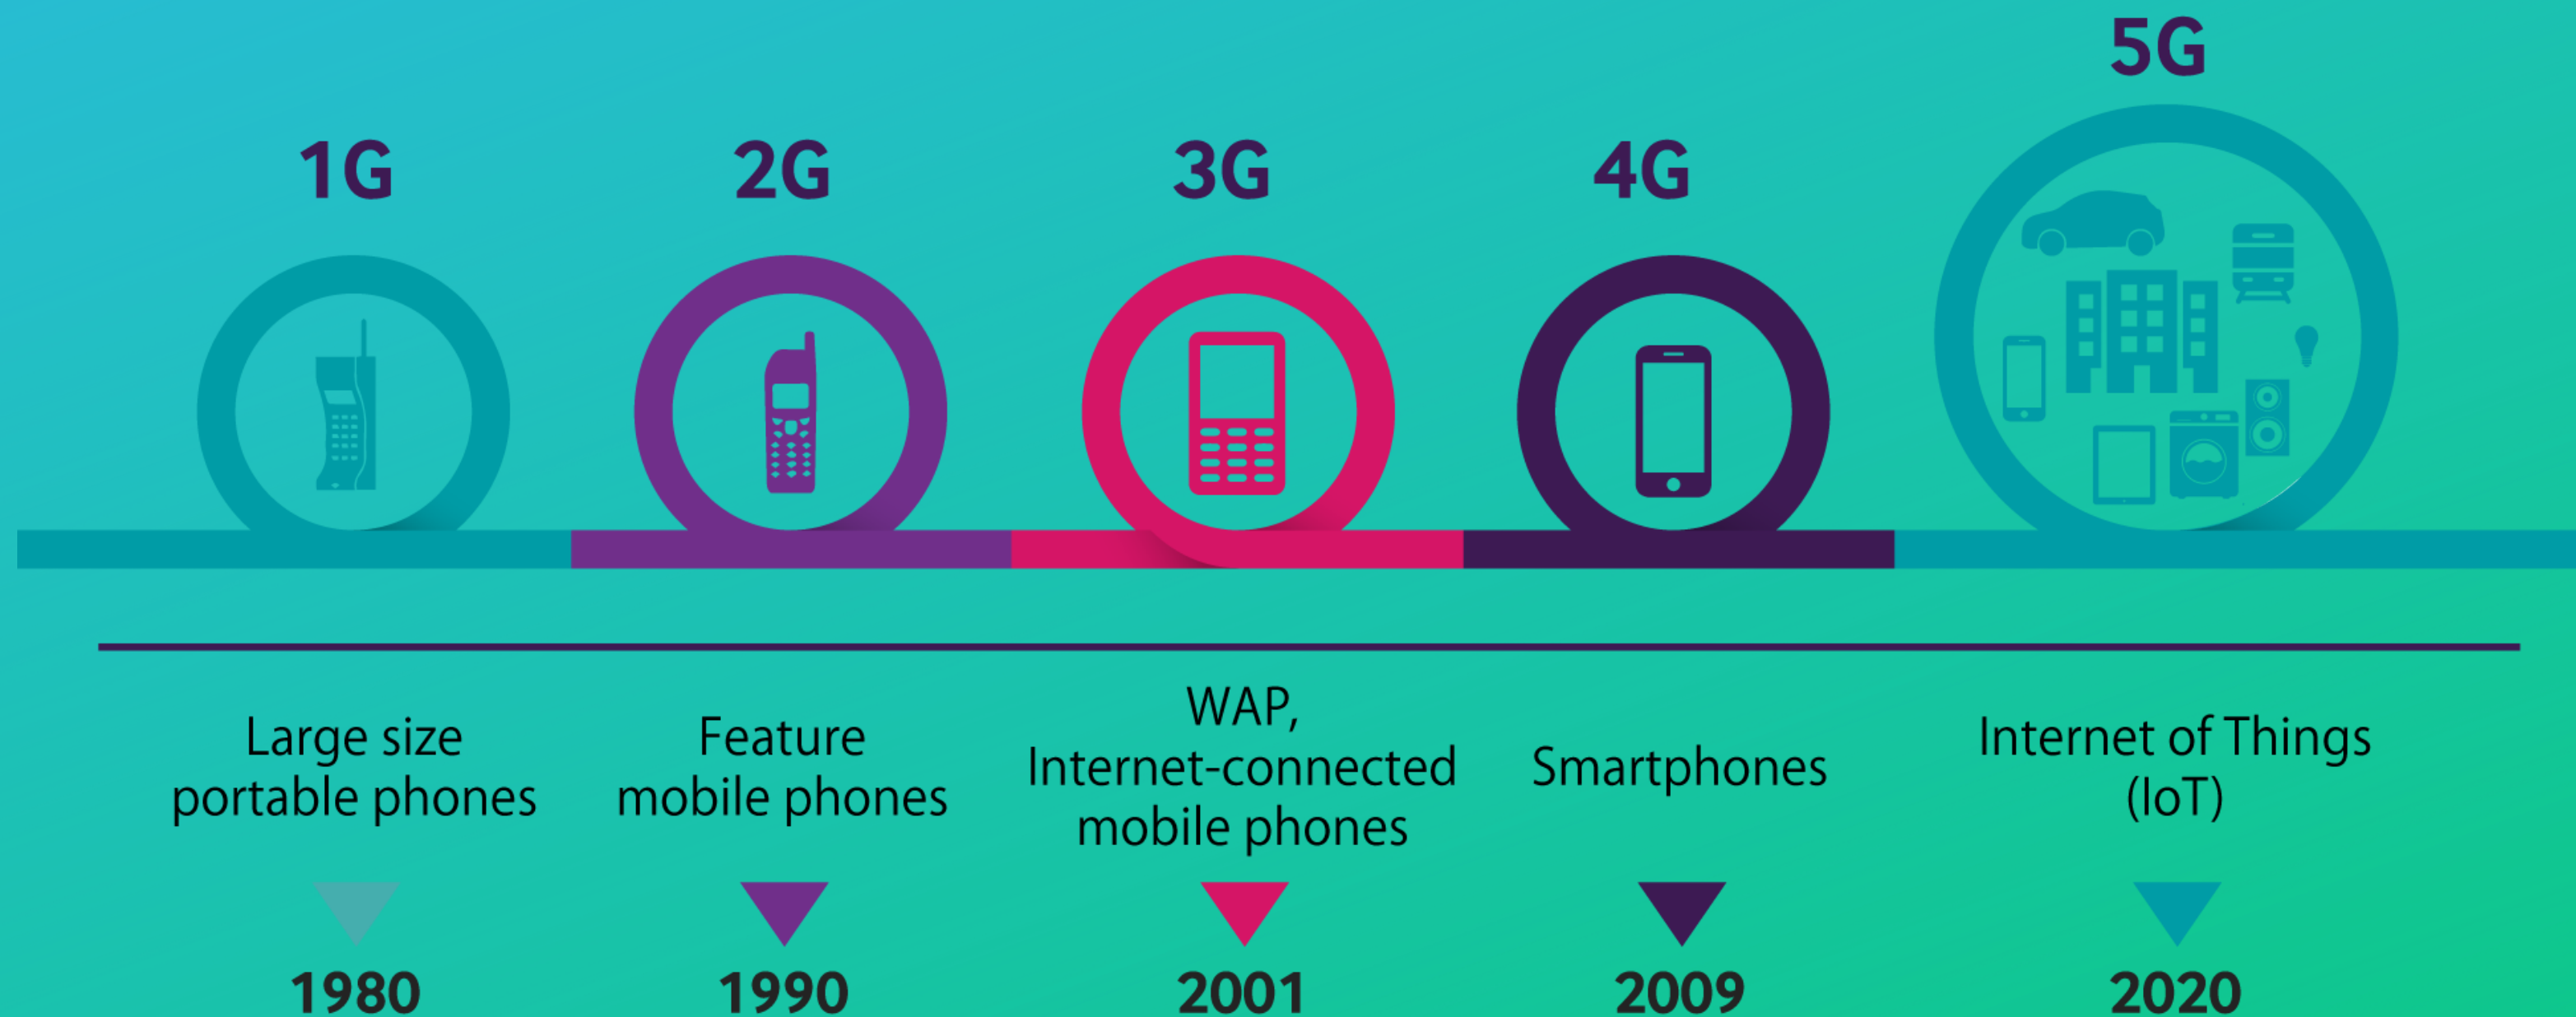 1G
2G
3G
4G
5G
Large size
portable phones
Feature
mobile phones
WAP,
Internet-connected
mobile phones
Smartphones
Internet of Things
(IoT)
1980
1990
2001
2009
2020